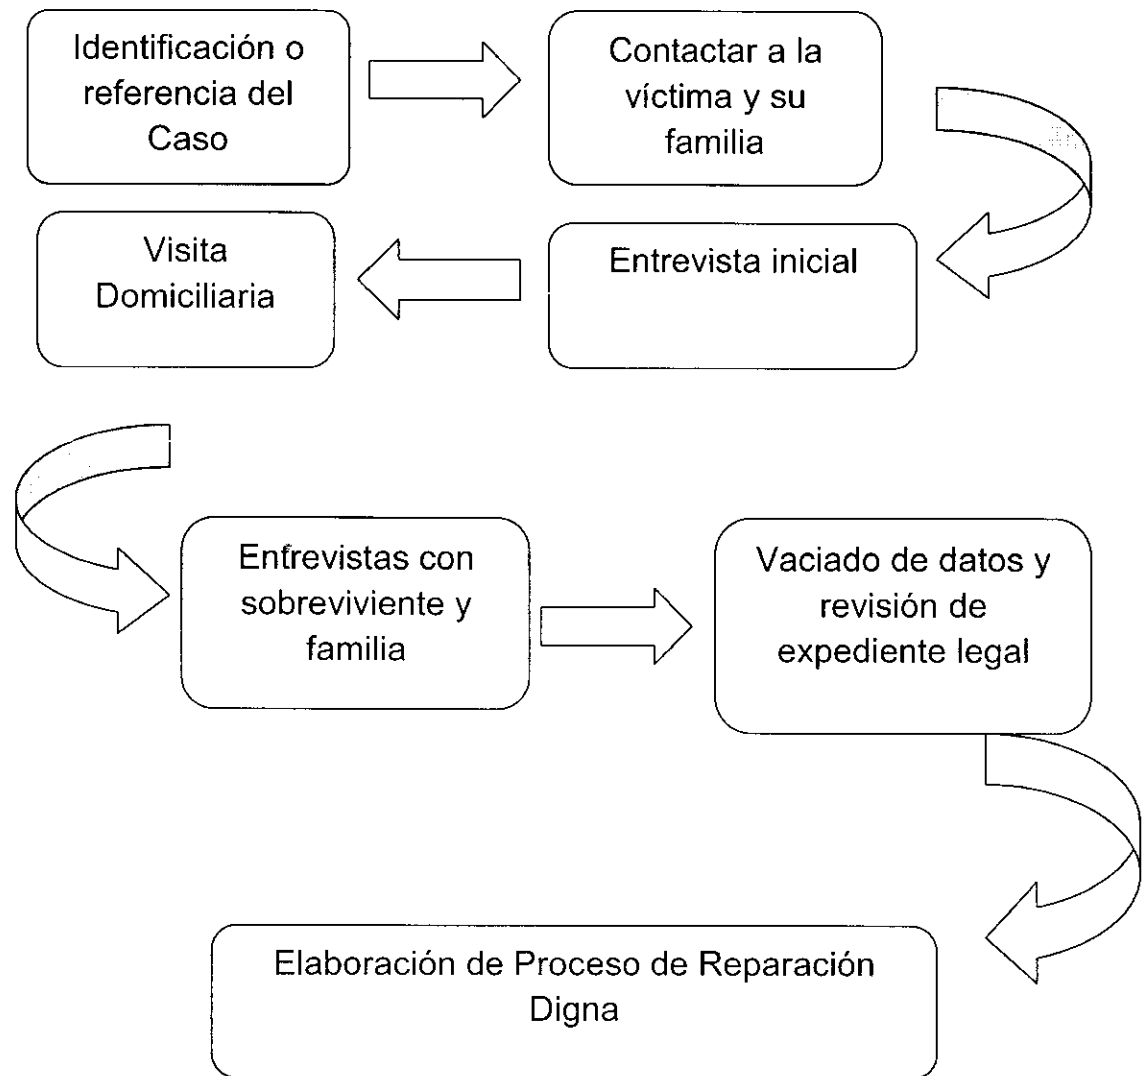 Identificación o
referencia del
Caso
Contactar a la
víctima y su
familia
Entrevista inicial
Visita
Domiciliaria
Entrevistas con
sobreviviente y
familia
Vaciado de datos y
revisión de
expediente legal
Elaboración de Proceso de Reparación
Digna